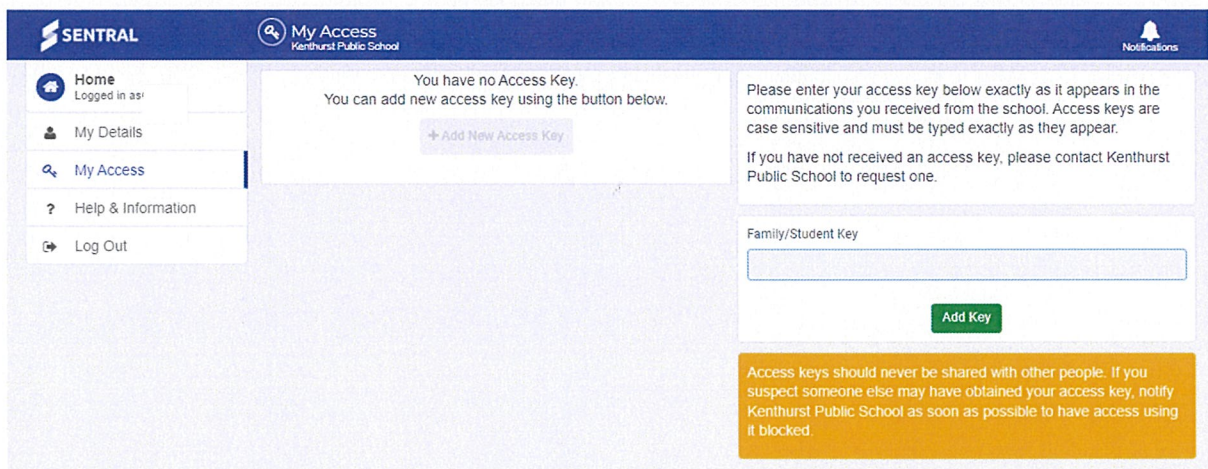 SENTRAL
My Access
Kenthurst Public School
Notifications
Home
Logged in as
My Details
My Access
Help & Information
Log Out
You have no Access Key.
You can add new access key using the button below.
+ Add New Access Key
Please enter your access key below exactly as it appears in the
communications you received from the school. Access keys are
case sensitive and must be typed exactly as they appear.
If you have not received an access key, please contact Kenthurst
Public School to request one.
Family/Student Key
Add Key
Access keys should never be shared with other people. If you
suspect someone else may have obtained your access key, notify
Kenthurst Public School as soon as possible to have access using
it blocked.